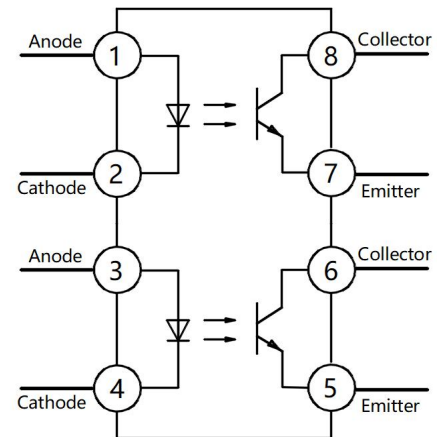 Anode 1 8 Collector
Cathode 2 7 Emitter
Anode 3 6 Collector
Cathode 4 5 Emitter